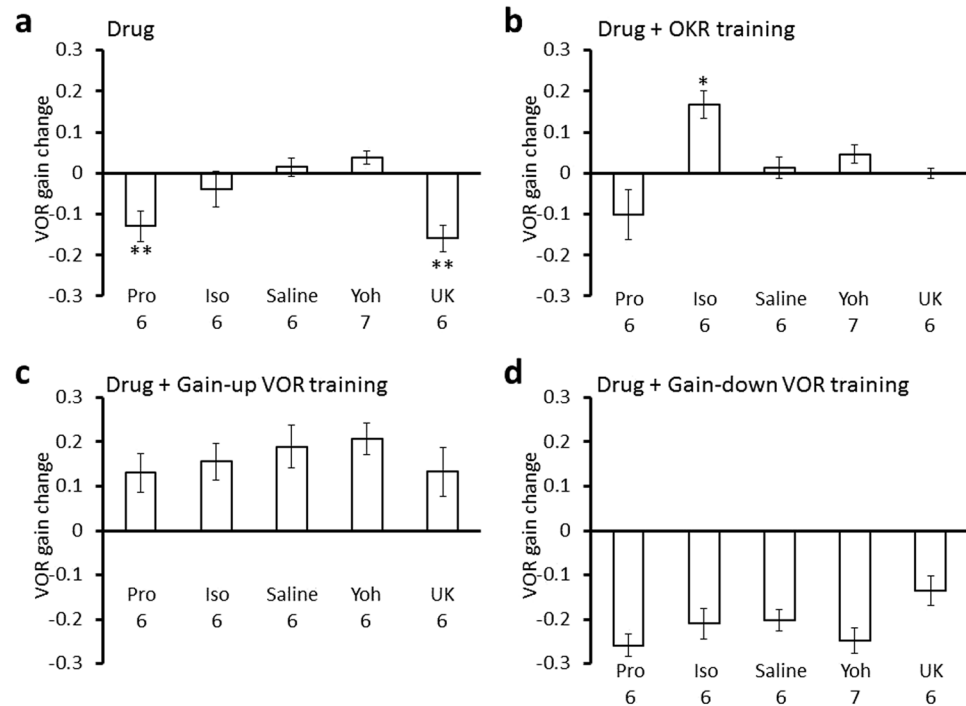 a
Drug
0.3
0.2
0.1
0
-0.1
-0.2
-0.3
VOR gain change
** **
Pro Iso Saline Yoh UK
6 6 6 7 6
b
Drug + OKR training
0.3
0.2
0.1
0
-0.1
-0.2
-0.3
VOR gain change
*
Pro Iso Saline Yoh UK
6 6 6 7 6
c
Drug + Gain-up VOR training
0.3
0.2
0.1
0
-0.1
-0.2
-0.3
VOR gain change
Pro Iso Saline Yoh UK
6 6 6 6 6
d
Drug + Gain-down VOR training
0.3
0.2
0.1
0
-0.1
-0.2
-0.3
VOR gain change
Pro Iso Saline Yoh UK
6 6 6 7 6